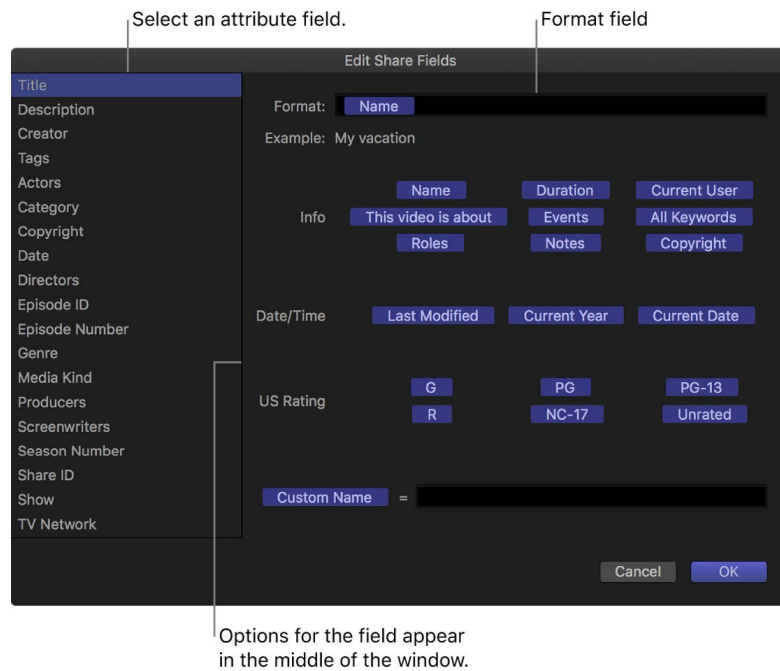 Select an attribute field.
Format field
Edit Share Fields
Title
Description
Creator
Tags
Actors
Category
Copyright
Date
Directors
Episode ID
Episode Number
Genre
Media Kind
Producers
Screenwriters
Season Number
Share ID
Show
TV Network
Format: Name
Example: My vacation
Info
Name Duration Current User
This video is about Events All Keywords
Roles Notes Copyright
Date/Time Last Modified Current Year Current Date
US Rating
G PG PG-13
R NC-17 Unrated
Custom Name =
Cancel OK
Options for the field appear
in the middle of the window.